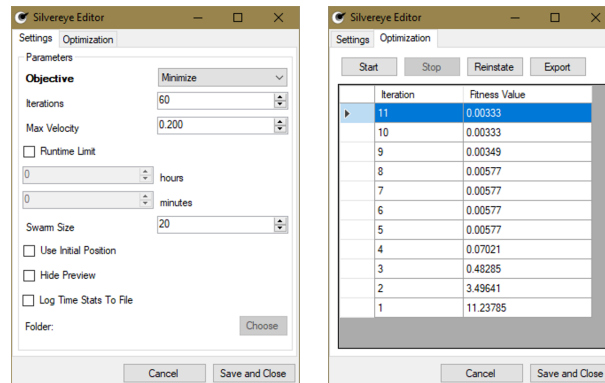 Silvereye Editor
Settings Optimization
Parameters
Objective Minimize
Iterations 60
Max Velocity 0.200
Runtime Limit
0 hours
0 minutes
Swarm Size 20
Use Initial Position
Hide Preview
Log Time Stats To File
Folder: Choose
Cancel Save and Close
Silvereye Editor
Settings Optimization
Start Stop Reinstate Export
Iteration Fitness Value
11 0.00333
10 0.00333
9 0.00349
8 0.00577
7 0.00577
6 0.00577
5 0.00577
4 0.07021
3 0.48285
2 3.49641
1 11.23785
Cancel Save and Close